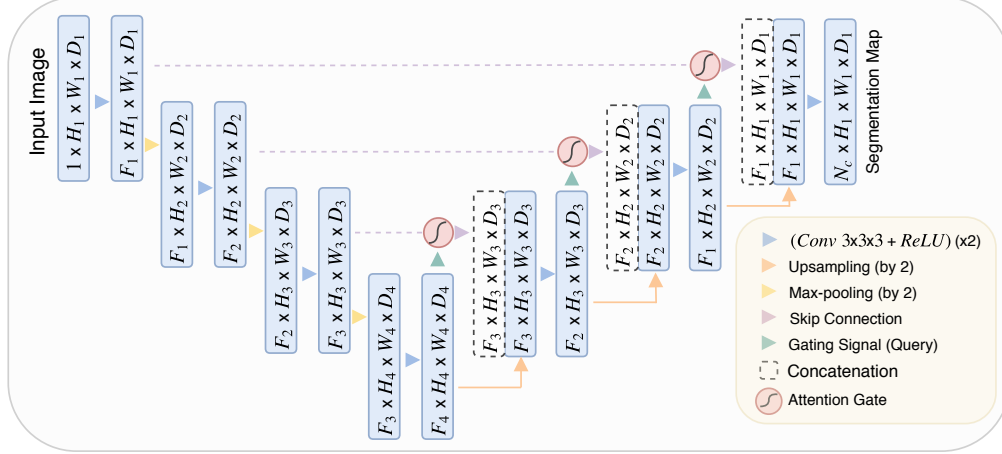 Input Image
1 x H₁ x W₁ x D₁
F₁ x H₁ x W₁ x D₁
F₁ x H₂ x W₂ x D₂
F₂ x H₂ x W₂ x D₂
F₂ x H₃ x W₃ x D₃
F₃ x H₃ x W₃ x D₃
F₃ x H₄ x W₄ x D₄
F₄ x H₄ x W₄ x D₄
F₃ x H₃ x W₃ x D₃
F₃ x H₃ x W₃ x D₃
F₂ x H₃ x W₃ x D₃
F₂ x H₂ x W₂ x D₂
F₂ x H₂ x W₂ x D₂
F₁ x H₂ x W₂ x D₂
F₁ x H₁ x W₁ x D₁
F₁ x H₁ x W₁ x D₁
N_c x H₁ x W₁ x D₁
Segmentation Map
(Conv 3x3x3 + ReLU) (x2)
Upsampling (by 2)
Max-pooling (by 2)
Skip Connection
Gating Signal (Query)
Concatenation
Attention Gate